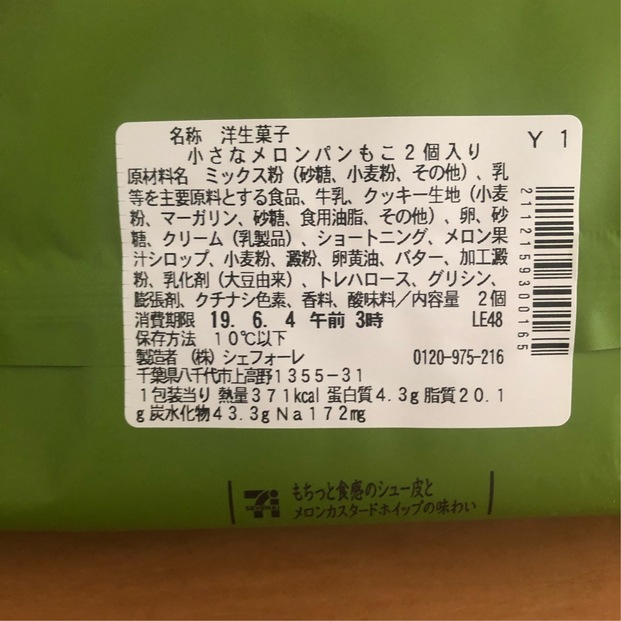 名称 洋生菓子
Y 1
小さなメロンパンもこ2個入り
原材料名 ミックス粉(砂糖、小麦粉、その他)、乳
等を主要原料とする食品、牛乳、クッキー生地(小麦
粉、マーガリン、砂糖、食用油脂、その他)、卵、砂
糖、クリーム(乳製品)、ショートニング、メロン果
汁シロップ、小麦粉、澱粉、卵黄油、バター、加工澱
粉、乳化剤(大豆由来)、トレハロース、グリシン、
膨張剤、クチナシ色素、香料、酸味料/内容量 2個
消費期限 19. 6. 4 午前 3時 LE48
保存方法 10℃以下
製造者 (株)シェフォーレ 0120-975-216
千葉県八千代市上高野1355-31
1包装当り 熱量371kcal 蛋白質4.3g 脂質20.1
g 炭水化物43.3g Na172mg
2112159300165
もちっと食感のシュー皮と
メロンカスタードホイップの味わい